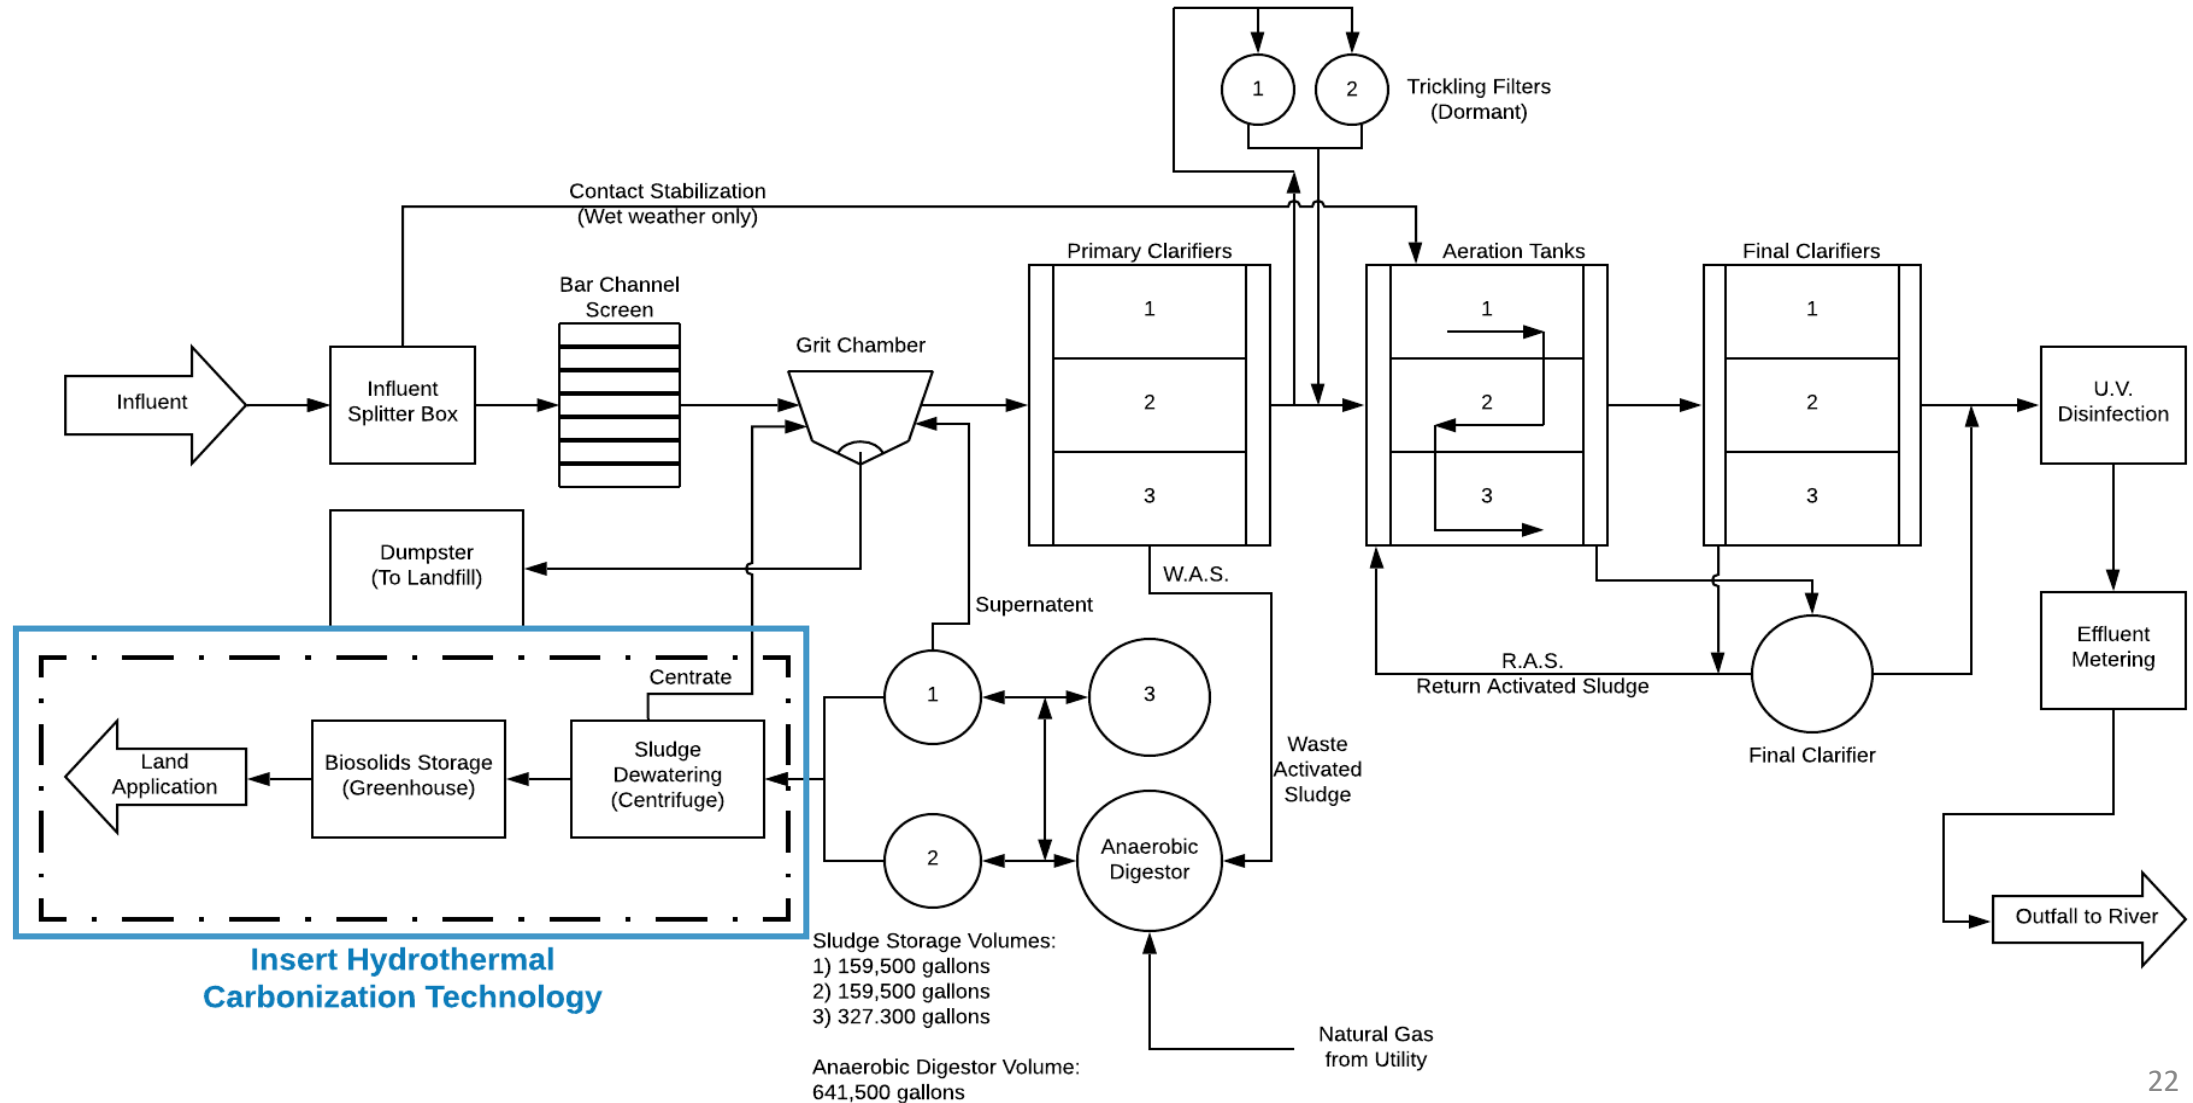 1
2
Trickling Filters
(Dormant)
Contact Stabilization
(Wet weather only)
Primary Clarifiers
Aeration Tanks
Final Clarifiers
Bar Channel
Screen
Grit Chamber
Influent
Influent
Splitter Box
1
2
3
1
2
3
1
2
3
U.V.
Disinfection
Dumpster
(To Landfill)
W.A.S.
Supernatent
Effluent
Metering
R.A.S.
Return Activated Sludge
Final Clarifier
Centrate
Land
Application
Biosolids Storage
(Greenhouse)
Sludge
Dewatering
(Centrifuge)
1
3
2
Anaerobic
Digestor
Waste
Activated
Sludge
Outfall to River
Insert Hydrothermal
Carbonization Technology
Sludge Storage Volumes:
1) 159,500 gallons
2) 159,500 gallons
3) 327.300 gallons
Anaerobic Digestor Volume:
641,500 gallons
Natural Gas
from Utility
22